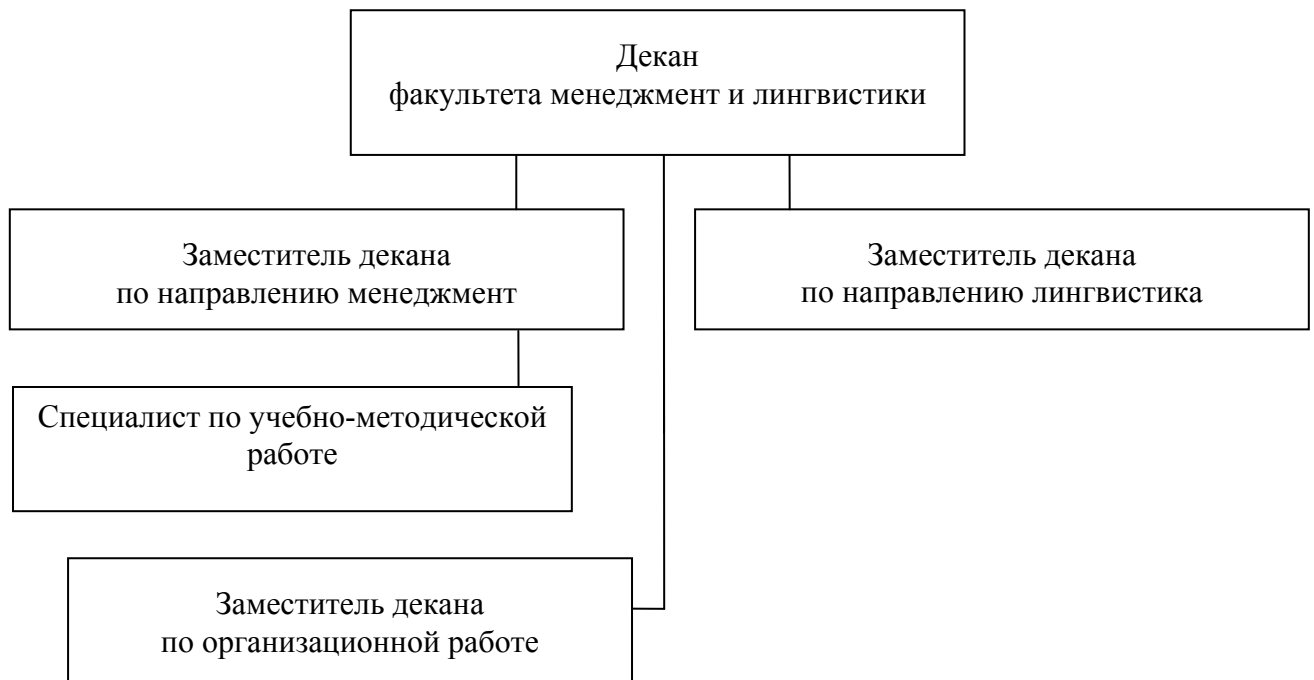 Декан
факультета менеджмент и лингвистики
Заместитель декана
по направлению менеджмент
Заместитель декана
по направлению лингвистика
Специалист по учебно-методической
работе
Заместитель декана
по организационной работе